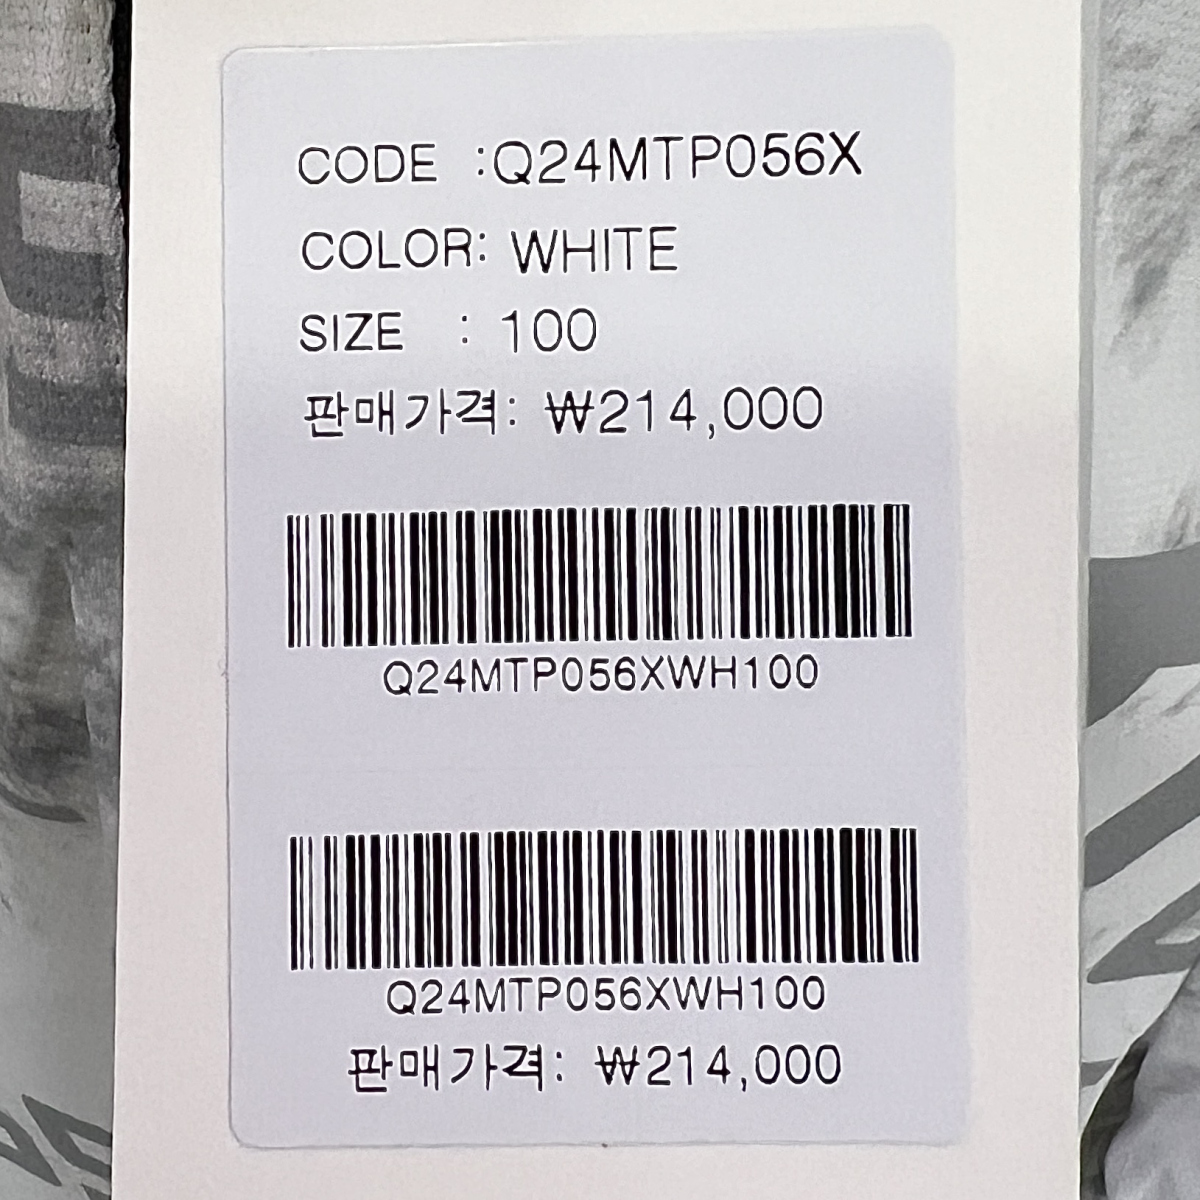 CODE :Q24MTP056X
COLOR: WHITE
SIZE : 100
판매가격: ₩214,000
Q24MTP056XWH100
Q24MTP056XWH100
판매가격: ₩214,000